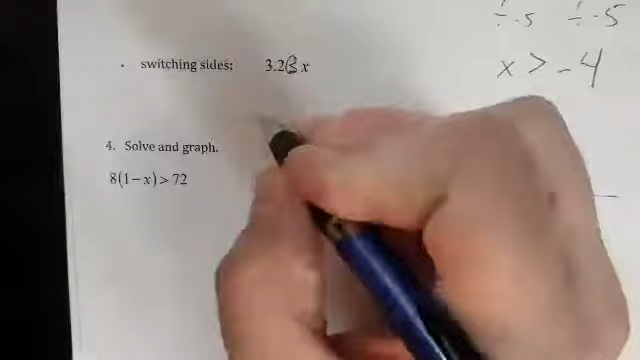 ÷ -5 ÷ -5
x > -4
· switching sides: 3.2 x
4. Solve and graph.
8(1 − x) > 72